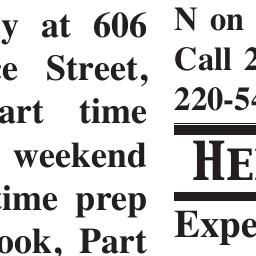 y at 606
ce Street,
art time
weekend
time prep
ook, Part
N on
Call 2
220-54
HE
Expe